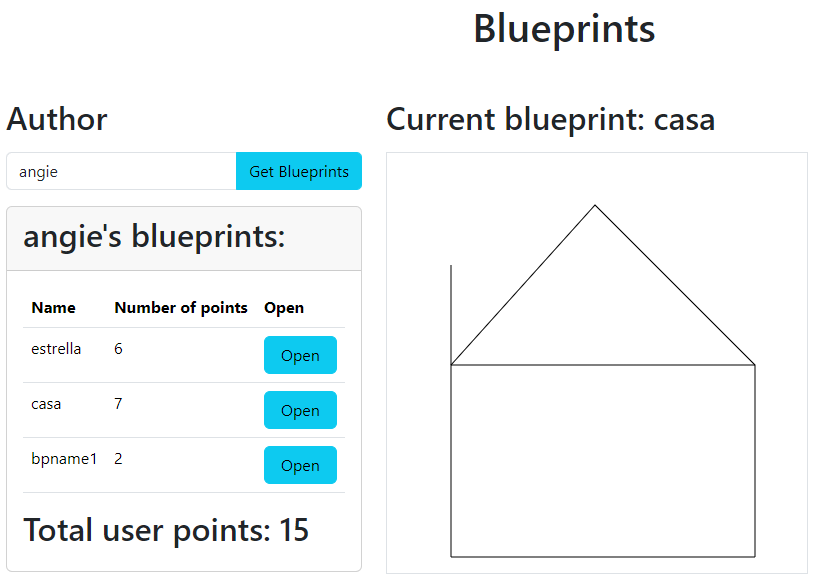 Blueprints
Author
angie Get Blueprints
angie's blueprints:
Name Number of points Open
estrella 6 Open
casa 7 Open
bpname1 2 Open
Total user points: 15
Current blueprint: casa